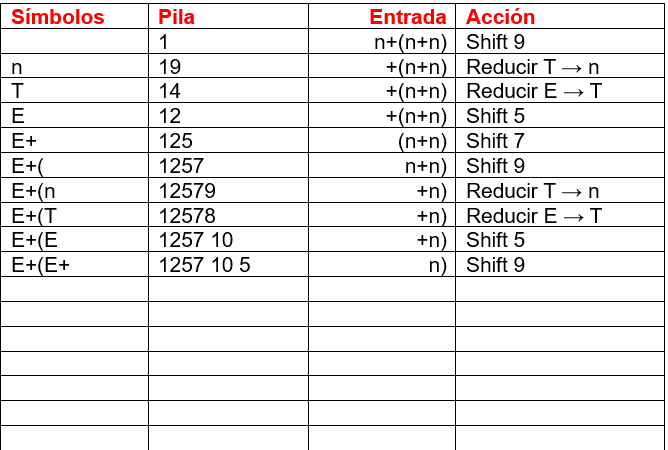 Símbolos Pila Entrada Acción
1 n+(n+n) Shift 9
n 19 +(n+n) Reducir T → n
T 14 +(n+n) Reducir E → T
E 12 +(n+n) Shift 5
E+ 125 (n+n) Shift 7
E+( 1257 n+n) Shift 9
E+(n 12579 +n) Reducir T → n
E+(T 12578 +n) Reducir E → T
E+(E 1257 10 +n) Shift 5
E+(E+ 1257 10 5 n) Shift 9